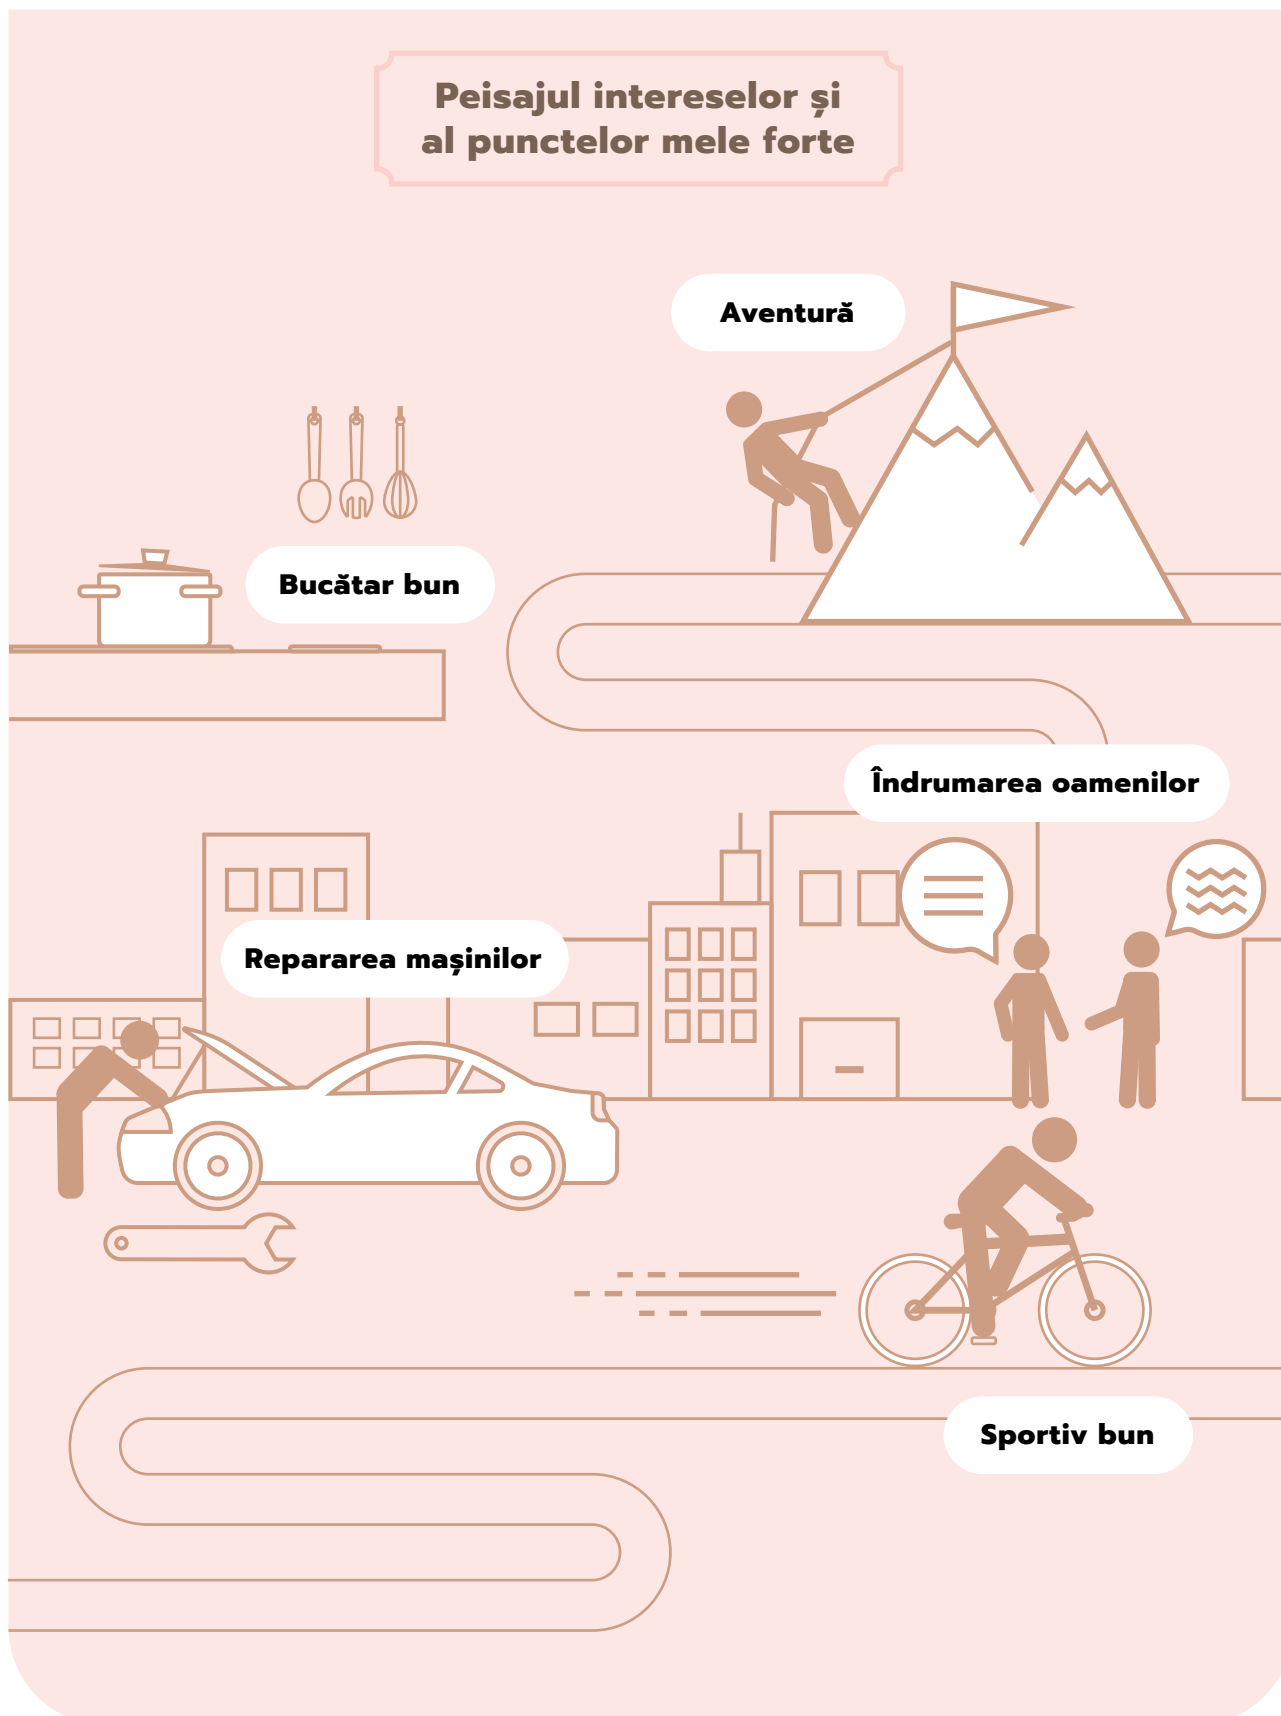 Peisajul intereselor și
al punctelor mele forte
Aventură
Bucătar bun
Îndrumarea oamenilor
Repararea mașinilor
Sportiv bun